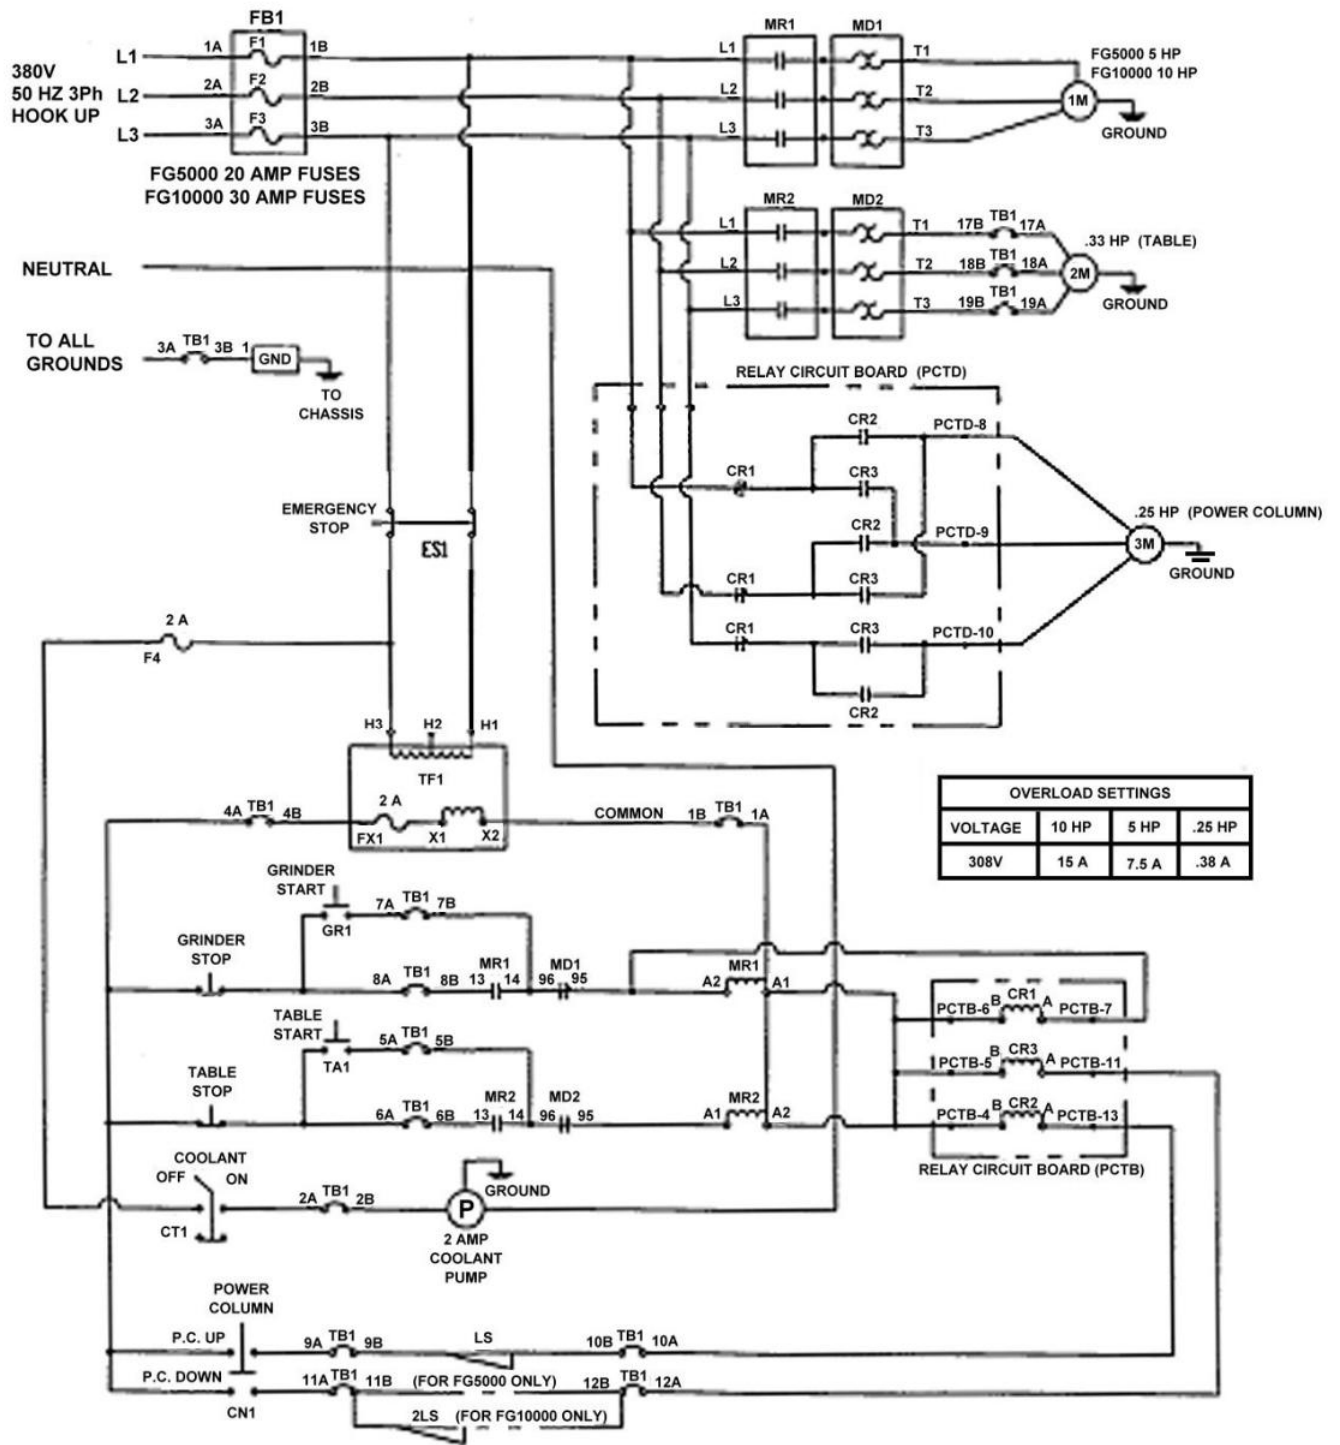 FB1
380V
50 HZ 3Ph
HOOK UP
L1 1A F1 1B
L2 2A F2 2B
L3 3A F3 3B
FG5000 20 AMP FUSES
FG10000 30 AMP FUSES
MR1 MD1
L1 T1
L2 T2
L3 T3
FG5000 5 HP
FG10000 10 HP
1M
GROUND
MR2 MD2
L1 T1 17B TB1 17A
L2 T2 18B TB1 18A
L3 T3 19B TB1 19A
.33 HP (TABLE)
2M
GROUND
NEUTRAL
TO ALL
GROUNDS
3A TB1 3B 1 GND
TO
CHASSIS
RELAY CIRCUIT BOARD (PCTD)
CR2 PCTD-8
CR1 CR3
CR2 PCTD-9
CR1 CR3
CR1 CR3 PCTD-10
CR2
.25 HP (POWER COLUMN)
3M
GROUND
EMERGENCY
STOP
ES1
2 A
F4
H3 H2 H1
TF1
4A TB1 4B 2 A
FX1 X1 X2
COMMON 1B TB1 1A
OVERLOAD SETTINGS
VOLTAGE 10 HP 5 HP .25 HP
308V 15 A 7.5 A .38 A
GRINDER
START
GR1
7A TB1 7B
GRINDER
STOP
8A TB1 8B MR1 13 14 MD1 96 95
A2 MR1 A1
TABLE
START
TA1
5A TB1 5B
TABLE
STOP
6A TB1 6B MR2 13 14 MD2 96 95
A1 MR2 A2
PCTB-6 B CR1 A PCTB-7
PCTB-5 B CR3 A PCTB-11
PCTB-4 B CR2 A PCTB-13
RELAY CIRCUIT BOARD (PCTB)
COOLANT
OFF ON
CT1
2A TB1 2B
P
GROUND
2 AMP
COOLANT
PUMP
POWER
COLUMN
P.C. UP 9A TB1 9B LS 10B TB1 10A
P.C. DOWN 11A TB1 11B (FOR FG5000 ONLY) 12B TB1 12A
CN1
2LS (FOR FG10000 ONLY)